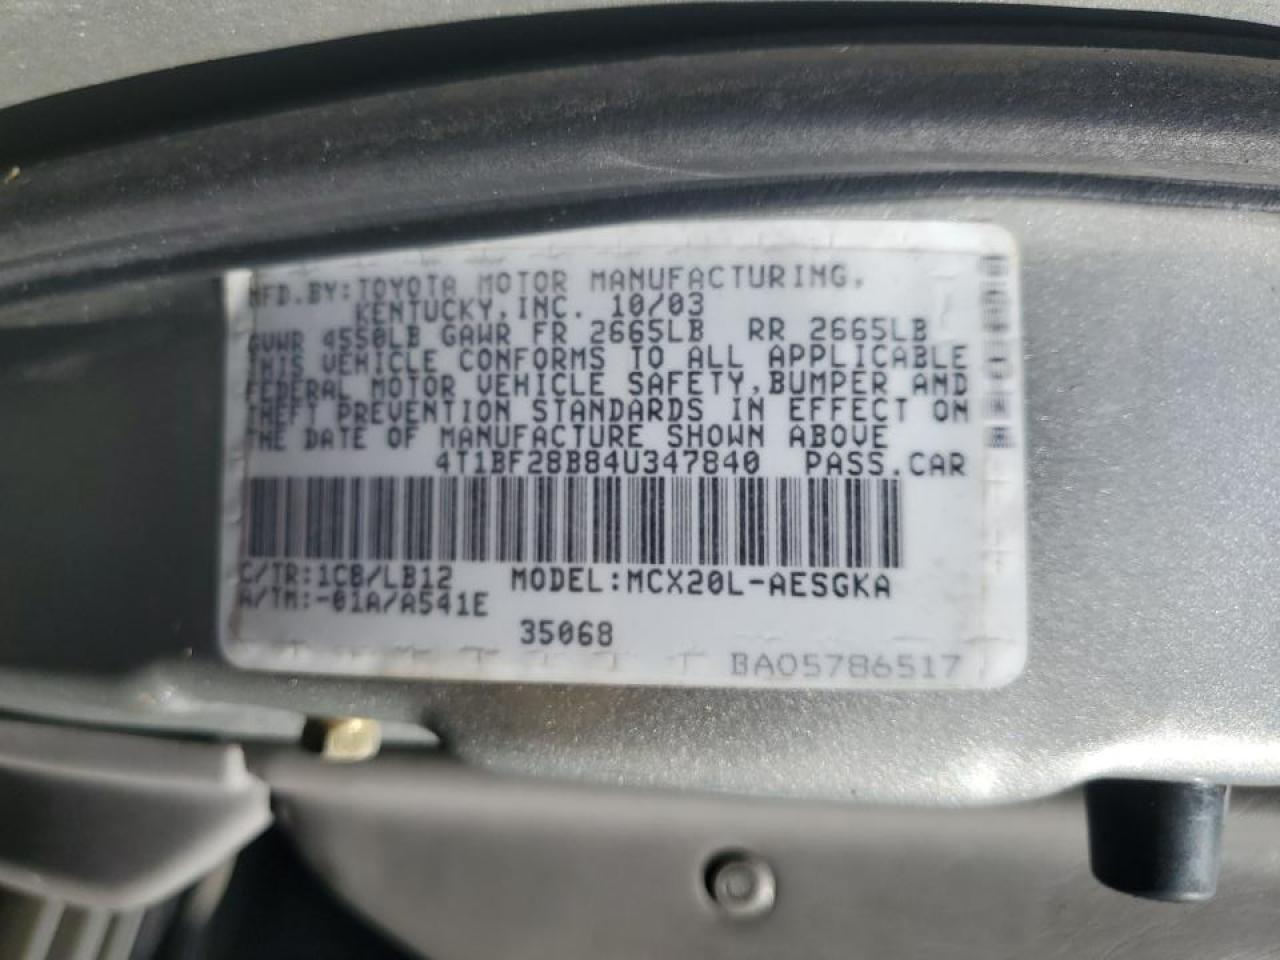 MFD.BY:TOYOTA MOTOR MANUFACTURING,
KENTUCKY,INC. 10/03
GVWR 4550LB GAWR FR 2665LB RR 2665LB
THIS VEHICLE CONFORMS TO ALL APPLICABLE
FEDERAL MOTOR VEHICLE SAFETY,BUMPER AND
THEFT PREVENTION STANDARDS IN EFFECT ON
THE DATE OF MANUFACTURE SHOWN ABOVE
4T1BF28B84U347840 PASS.CAR
C/TR:1C8/LB12 MODEL:MCX20L-AESGKA
A/TM:-01A/A541E
35068
BAO5786517